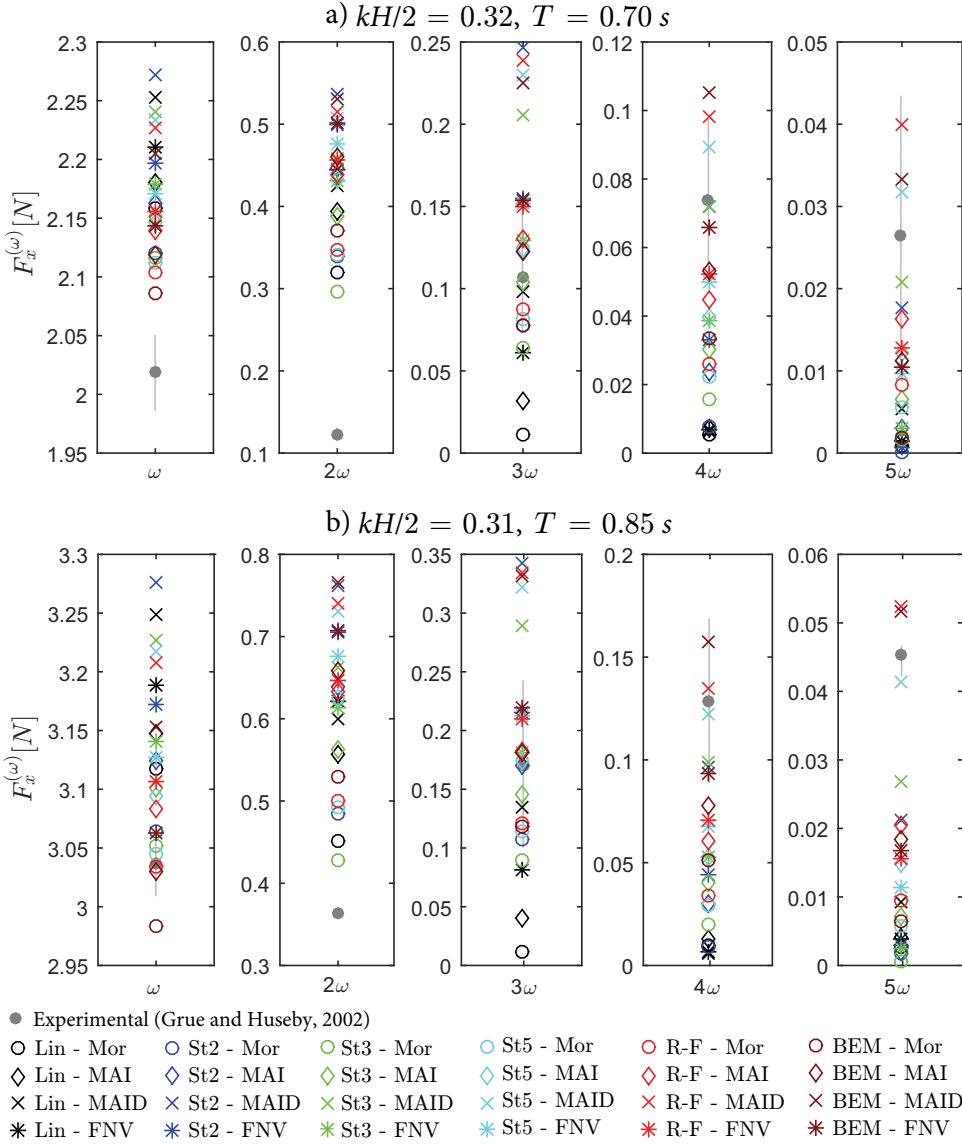 a) kH/2 = 0.32, T = 0.70 s
2.3 0.6 0.25 0.12 0.05
2.25 0.5 0.2 0.1 0.04
2.2 0.08
2.15 0.4 0.15 0.03
0.06
2.1 0.3 0.1 0.02
0.04
2.05 0.2 0.05 0.01
2 0.02
1.95 0.1 0 0 0
F_x^(ω) [N]
ω 2ω 3ω 4ω 5ω
b) kH/2 = 0.31, T = 0.85 s
3.3 0.8 0.35 0.2 0.06
3.25 0.7 0.3 0.05
3.2 0.25 0.15 0.04
3.15 0.6 0.2
0.1 0.03
3.1 0.5 0.15
0.02
3.05 0.4 0.1 0.05
3 0.05 0.01
2.95 0.3 0 0 0
F_x^(ω) [N]
ω 2ω 3ω 4ω 5ω
Experimental (Grue and Huseby, 2002)
Lin - Mor St2 - Mor St3 - Mor St5 - Mor R-F - Mor BEM - Mor
Lin - MAI St2 - MAI St3 - MAI St5 - MAI R-F - MAI BEM - MAI
Lin - MAID St2 - MAID St3 - MAID St5 - MAID R-F - MAID BEM - MAID
Lin - FNV St2 - FNV St3 - FNV St5 - FNV R-F - FNV BEM - FNV